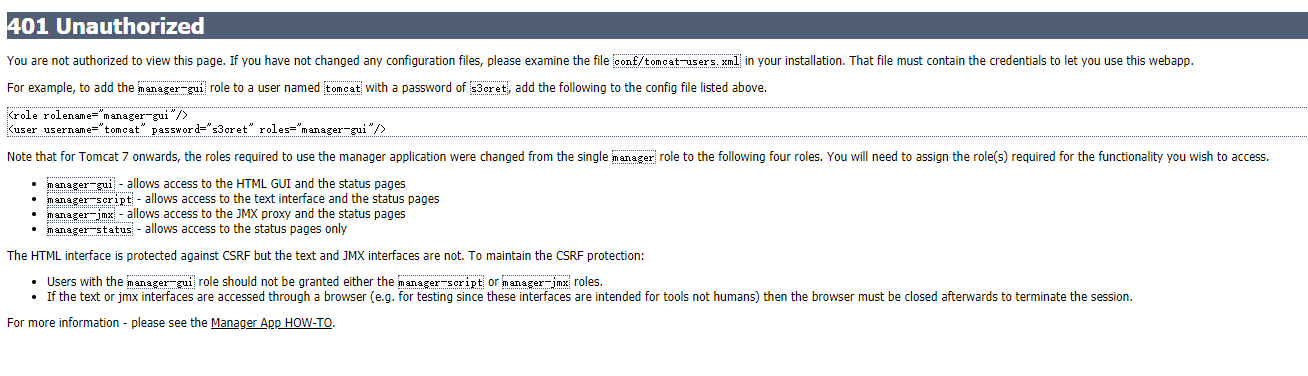 401 Unauthorized
You are not authorized to view this page. If you have not changed any configuration files, please examine the file conf/tomcat-users.xml in your installation. That file must contain the credentials to let you use this webapp.
For example, to add the manager-gui role to a user named tomcat with a password of s3cret, add the following to the config file listed above.
<role rolename="manager-gui"/>
<user username="tomcat" password="s3cret" roles="manager-gui"/>
Note that for Tomcat 7 onwards, the roles required to use the manager application were changed from the single manager role to the following four roles. You will need to assign the role(s) required for the functionality you wish to access.
• manager-gui - allows access to the HTML GUI and the status pages
• manager-script - allows access to the text interface and the status pages
• manager-jmx - allows access to the JMX proxy and the status pages
• manager-status - allows access to the status pages only
The HTML interface is protected against CSRF but the text and JMX interfaces are not. To maintain the CSRF protection:
• Users with the manager-gui role should not be granted either the manager-script or manager-jmx roles.
• If the text or jmx interfaces are accessed through a browser (e.g. for testing since these interfaces are intended for tools not humans) then the browser must be closed afterwards to terminate the session.
For more information - please see the Manager App HOW-TO.